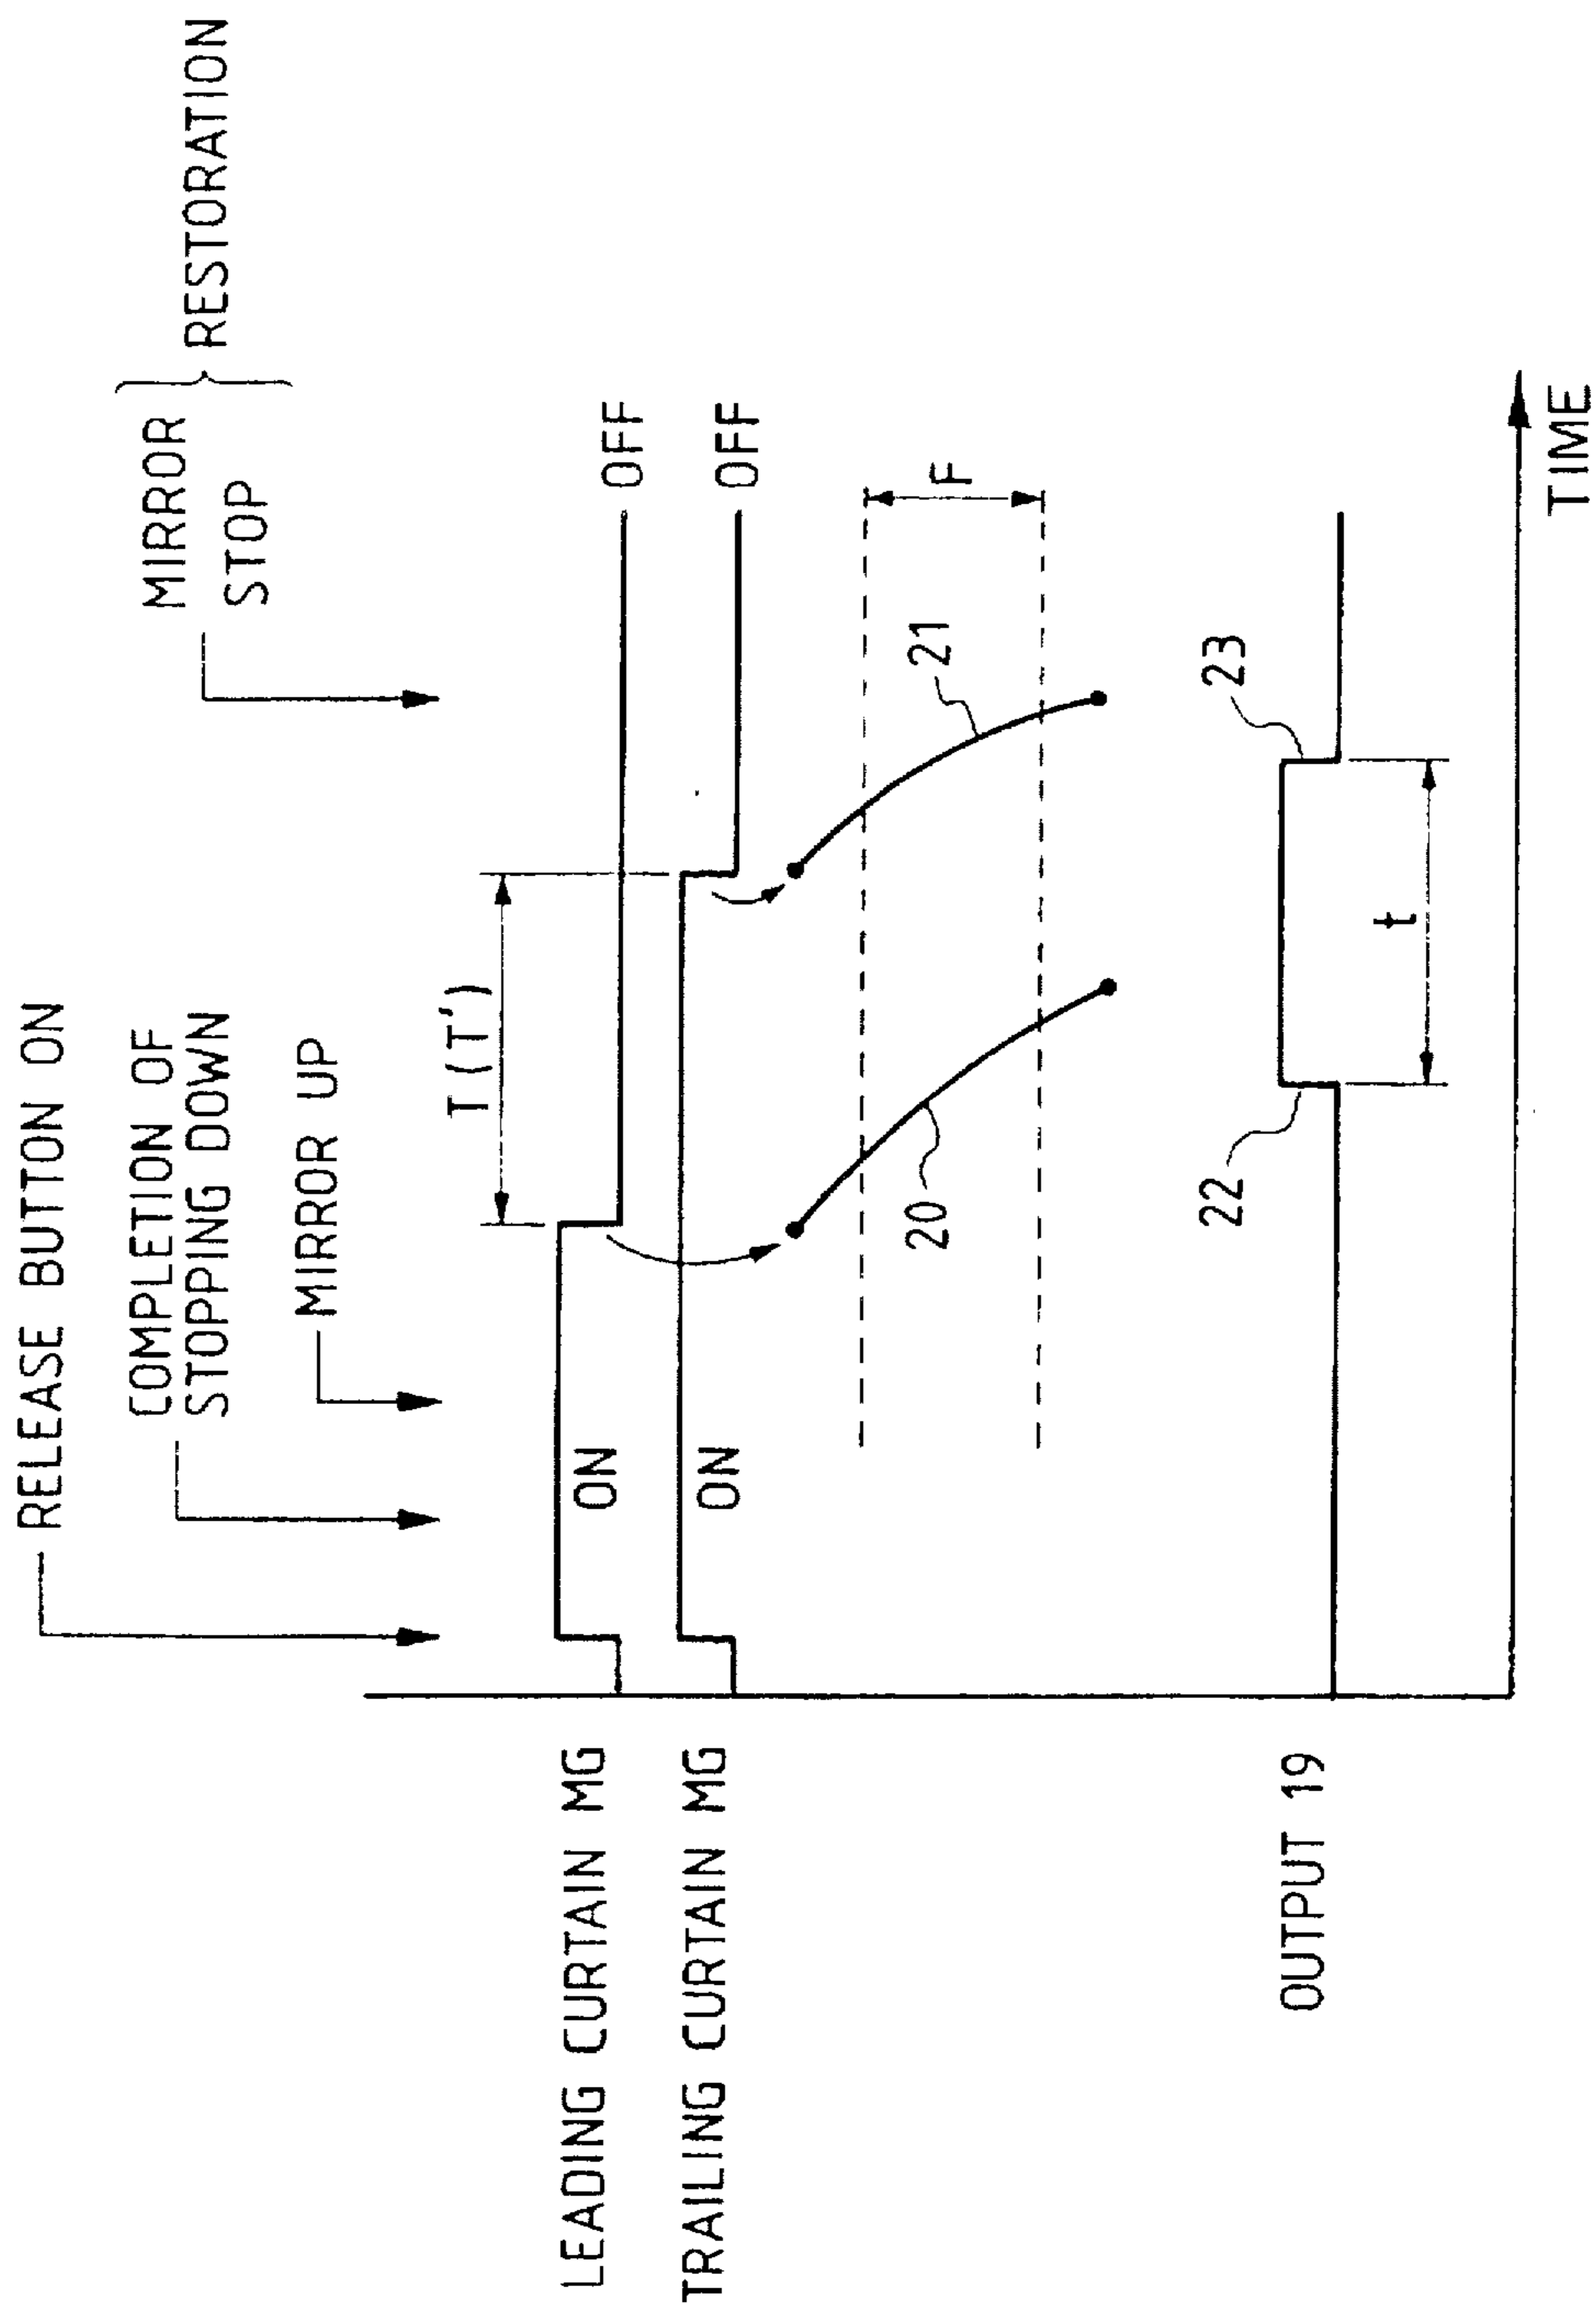 RELEASE BUTTON ON
COMPLETION OF
STOPPING DOWN
MIRROR UP
MIRROR
STOP
RESTORATION
T(T')
LEADING CURTAIN MG
ON
OFF
TRAILING CURTAIN MG
ON
OFF
20
21
F
OUTPUT 19
22
23
t
TIME